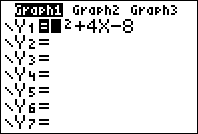 Graph1 Graph2 Graph3
\Y1=■²+4X-8
\Y2=
\Y3=
\Y4=
\Y5=
\Y6=
\Y7=